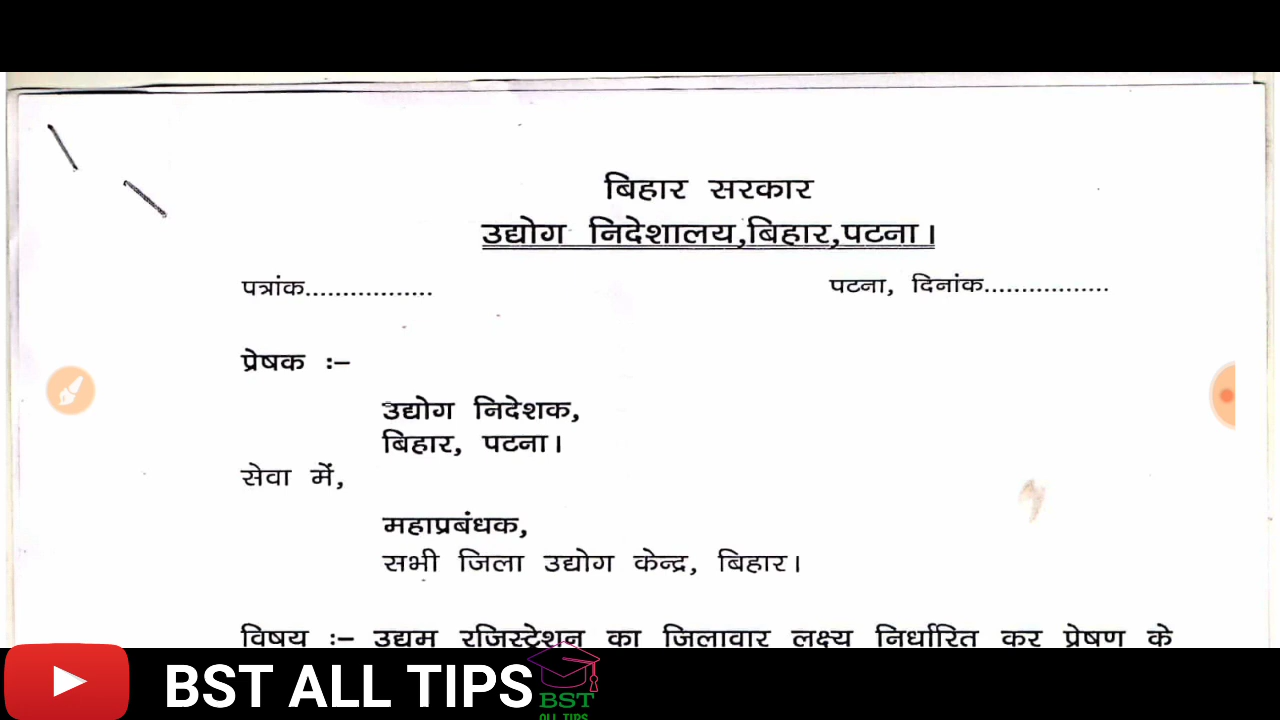 बिहार सरकार
उद्योग निदेशालय,बिहार,पटना।
पत्रांक.................
पटना, दिनांक.................
प्रेषक :–
उद्योग निदेशक,
बिहार, पटना।
सेवा में,
महाप्रबंधक,
सभी जिला उद्योग केन्द्र, बिहार।
विषय :– उद्यम रजिस्ट्रेशन का जिलावार लक्ष्य निर्धारित कर प्रेषण के
BST ALL TIPS
BST
ALL TIPS